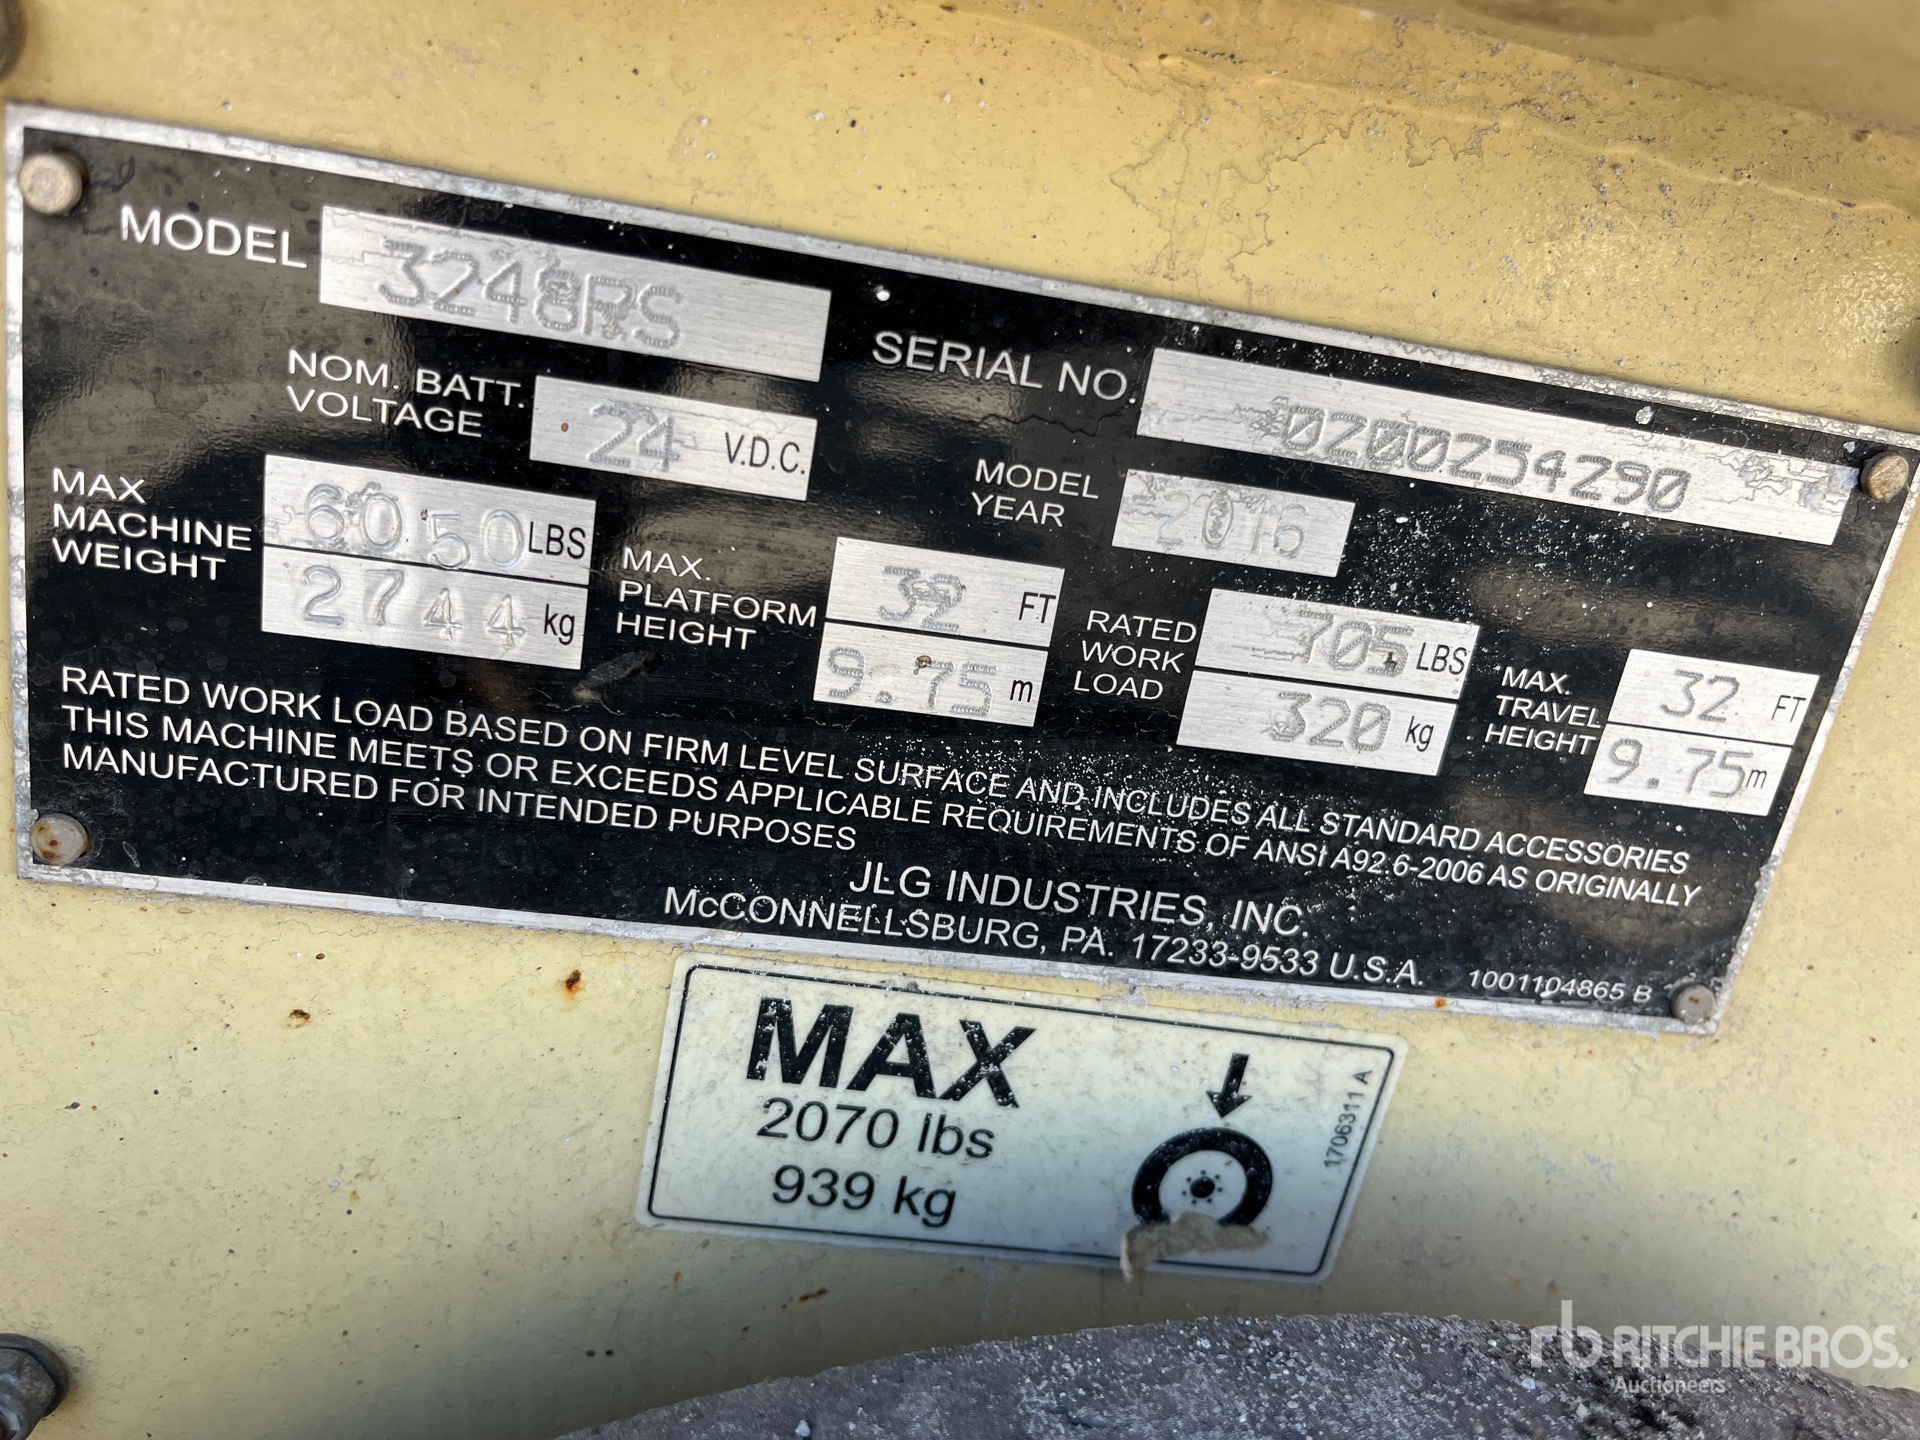 MODEL 3248RS
SERIAL NO. 0200254290
NOM. BATT. VOLTAGE 24 V.D.C.
MODEL YEAR 2016
MAX MACHINE WEIGHT 6050 LBS
2744 kg
MAX. PLATFORM HEIGHT 32 FT
9.75 m
RATED WORK LOAD 705 LBS
320 kg
MAX. TRAVEL HEIGHT 32 FT
9.75 m
RATED WORK LOAD BASED ON FIRM LEVEL SURFACE AND INCLUDES ALL STANDARD ACCESSORIES
THIS MACHINE MEETS OR EXCEEDS APPLICABLE REQUIREMENTS OF ANSI A92.6-2006 AS ORIGINALLY
MANUFACTURED FOR INTENDED PURPOSES
JLG INDUSTRIES, INC.
McCONNELLSBURG, PA. 17233-9533 U.S.A.
1001104865 B
MAX
2070 lbs
939 kg
1706311 A
rb RITCHIE BROS.
Auctioneers